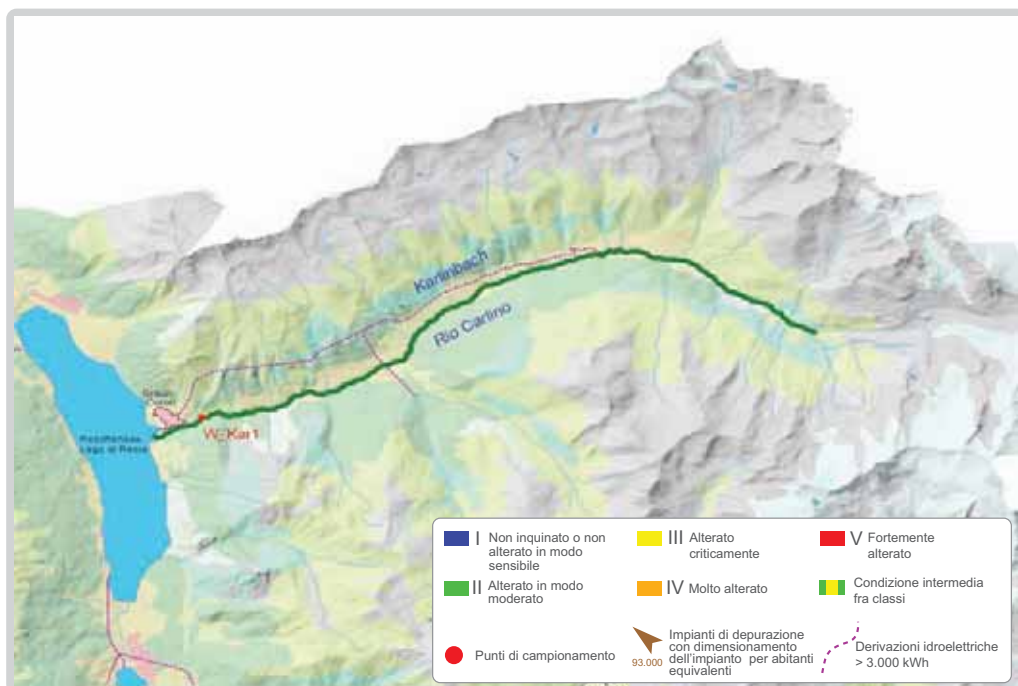 Karlinbach
Rio Carlino
Graun
Curon
Reschensee
Lago di Resia
W-Kar1
I Non inquinato o non
alterato in modo
sensibile
III Alterato
criticamente
V Fortemente
alterato
II Alterato in modo
moderato
IV Molto alterato
Condizione intermedia
fra classi
Punti di campionamento
93.000
Impianti di depurazione
con dimensionamento
dell'impianto per abitanti
equivalenti
Derivazioni idroelettriche
> 3.000 kWh